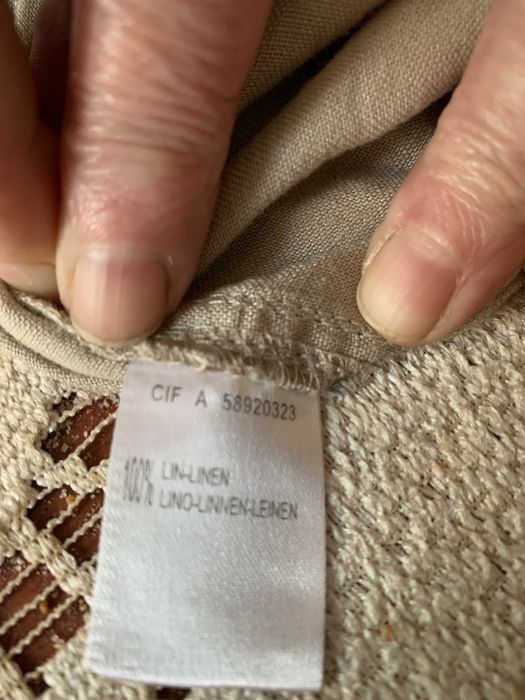 CIF A 58920323
100% LIN-LINEN
LINO-LINNEN-LEINEN